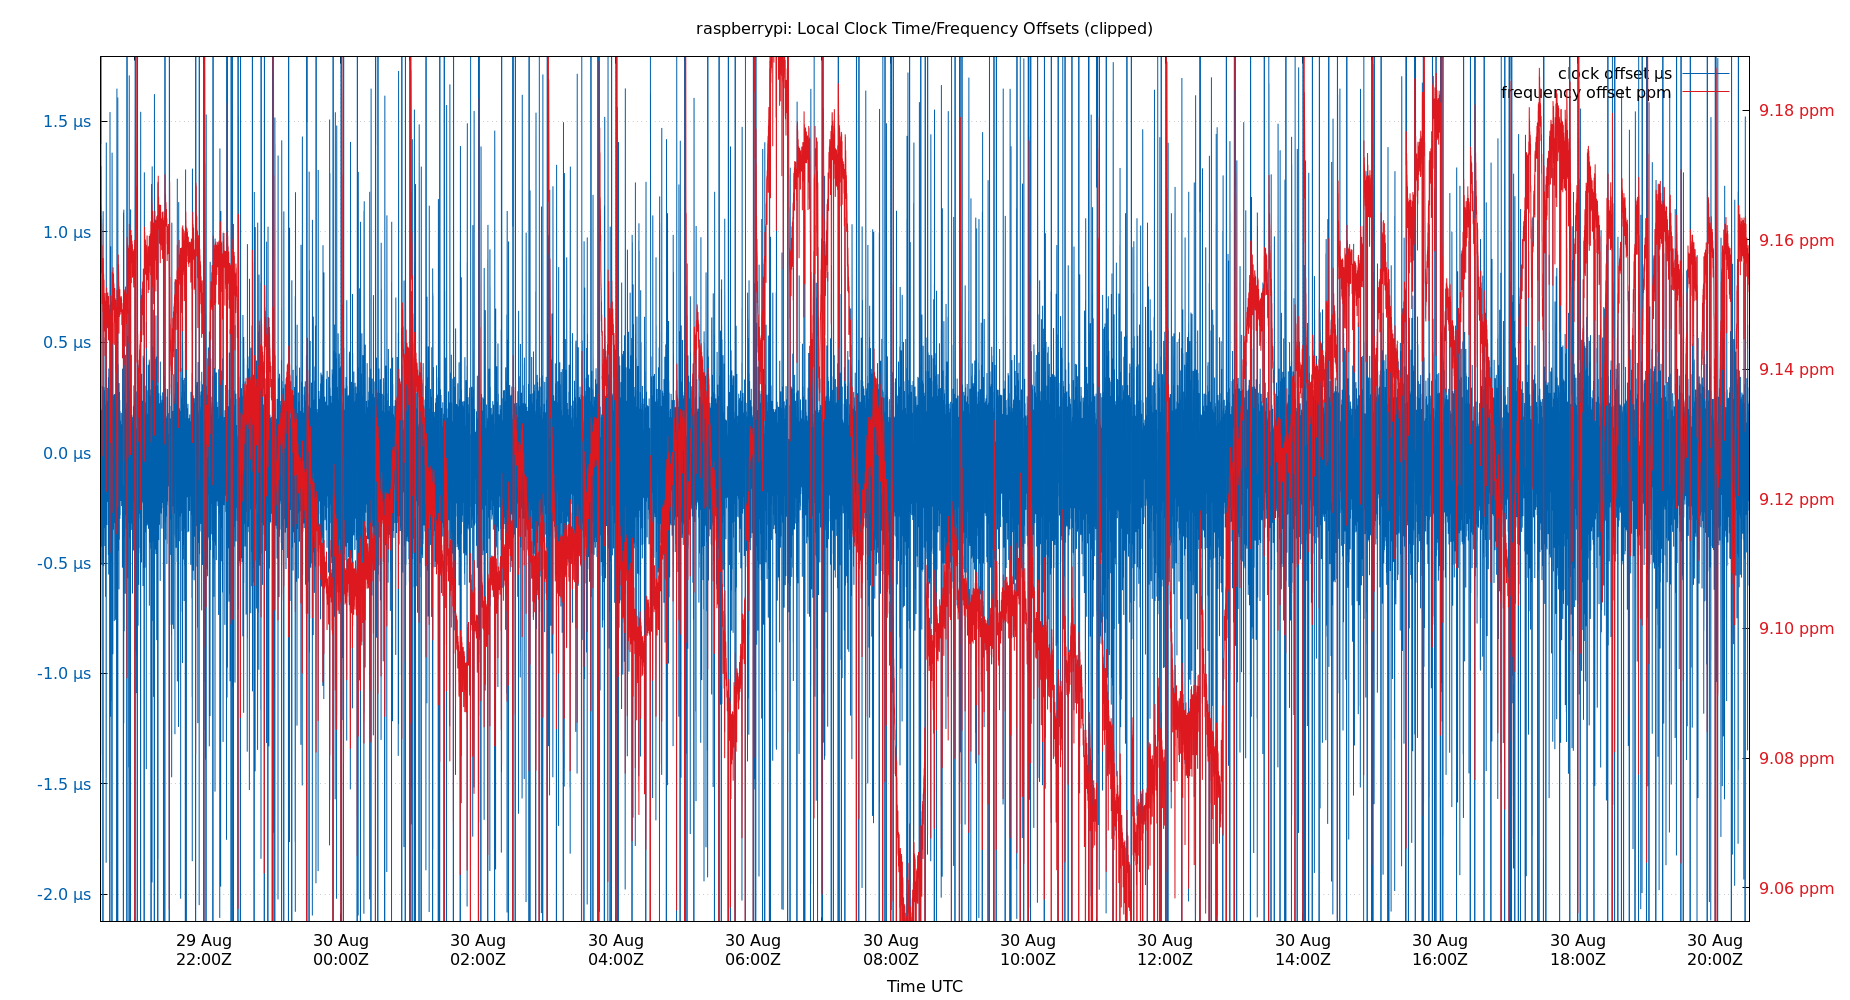 raspberrypi: Local Clock Time/Frequency Offsets (clipped)
clock offset µs
frequency offset ppm
1.5 µs
1.0 µs
0.5 µs
0.0 µs
-0.5 µs
-1.0 µs
-1.5 µs
-2.0 µs
9.18 ppm
9.16 ppm
9.14 ppm
9.12 ppm
9.10 ppm
9.08 ppm
9.06 ppm
29 Aug 22:00Z
30 Aug 00:00Z
30 Aug 02:00Z
30 Aug 04:00Z
30 Aug 06:00Z
30 Aug 08:00Z
30 Aug 10:00Z
30 Aug 12:00Z
30 Aug 14:00Z
30 Aug 16:00Z
30 Aug 18:00Z
30 Aug 20:00Z
Time UTC